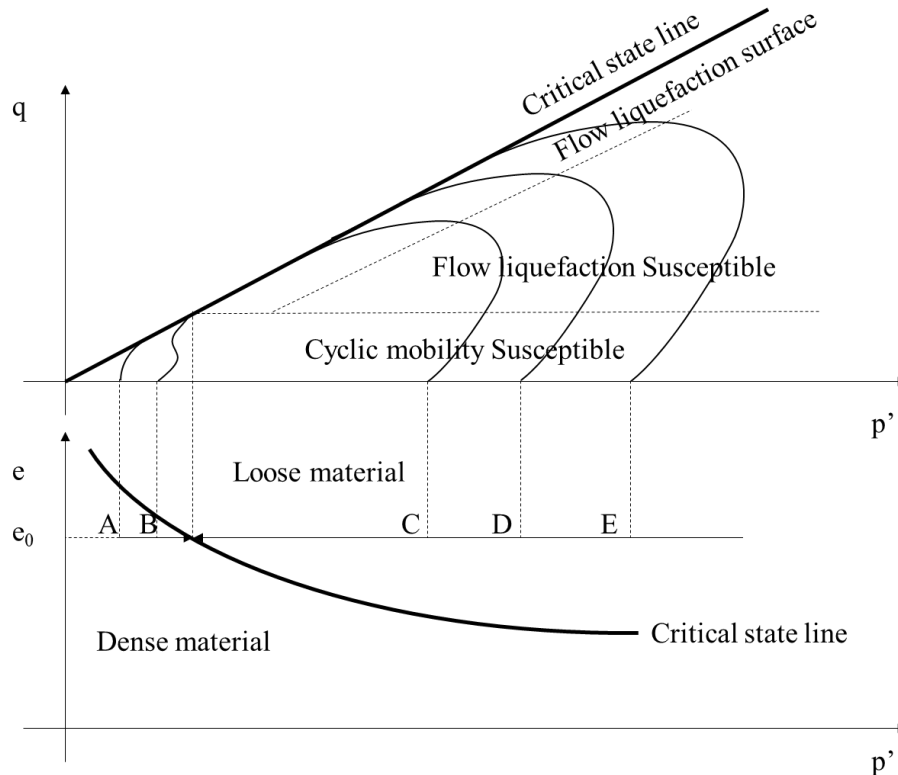 Critical state line
Flow liquefaction surface
q
Flow liquefaction Susceptible
Cyclic mobility Susceptible
p’
e
Loose material
A B C D E
e₀
Dense material
Critical state line
p’